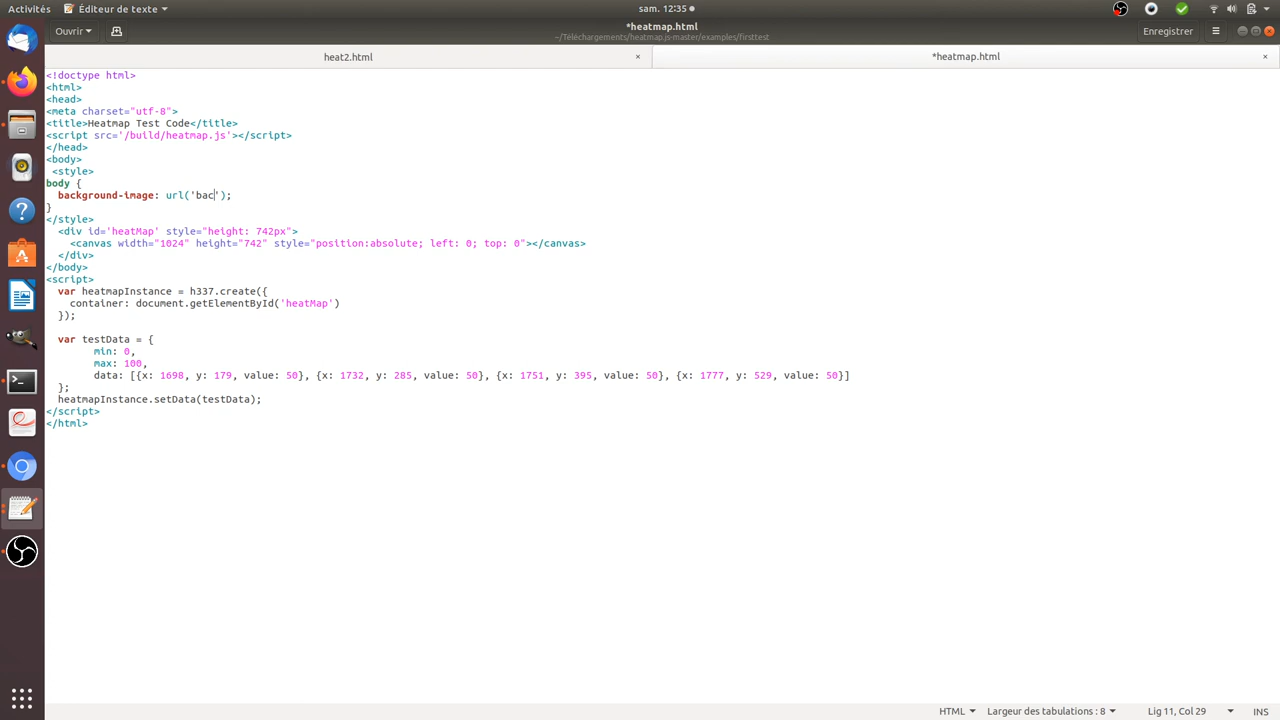 Activités Éditeur de texte sam. 12:35
Ouvrir *heatmap.html Enregistrer
~/Téléchargements/heatmap.js-master/examples/firsttest
heat2.html × *heatmap.html ×
<!doctype html>
<html>
<head>
<meta charset="utf-8">
<title>Heatmap Test Code</title>
<script src='/build/heatmap.js'></script>
</head>
<body>
 <style>
body {
  background-image: url('bac');
}
</style>
  <div id='heatMap' style="height: 742px">
    <canvas width="1024" height="742" style="position:absolute; left: 0; top: 0"></canvas>
  </div>
</body>
<script>
  var heatmapInstance = h337.create({
    container: document.getElementById('heatMap')
  });
  var testData = {
        min: 0,
        max: 100,
        data: [{x: 1698, y: 179, value: 50}, {x: 1732, y: 285, value: 50}, {x: 1751, y: 395, value: 50}, {x: 1777, y: 529, value: 50}]
  };
  heatmapInstance.setData(testData);
</script>
</html>
HTML Largeur des tabulations : 8 Lig 11, Col 29 INS